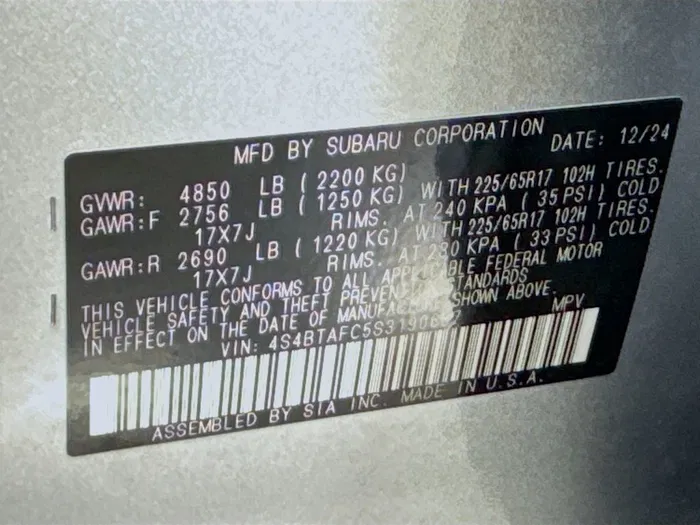 MFD BY SUBARU CORPORATION DATE: 12/24
GVWR: 4850 LB ( 2200 KG)
GAWR:F 2756 LB ( 1250 KG) WITH 225/65R17 102H TIRES.
17X7J RIMS. AT 240 KPA ( 35 PSI) COLD
GAWR:R 2690 LB ( 1220 KG) WITH 225/65R17 102H TIRES.
17X7J RIMS. AT 230 KPA ( 33 PSI) COLD
THIS VEHICLE CONFORMS TO ALL APPLICABLE FEDERAL MOTOR
VEHICLE SAFETY AND THEFT PREVENTION STANDARDS
IN EFFECT ON THE DATE OF MANUFACTURE SHOWN ABOVE.
VIN: MPV
ASSEMBLED BY SIA INC. MADE IN U.S.A.